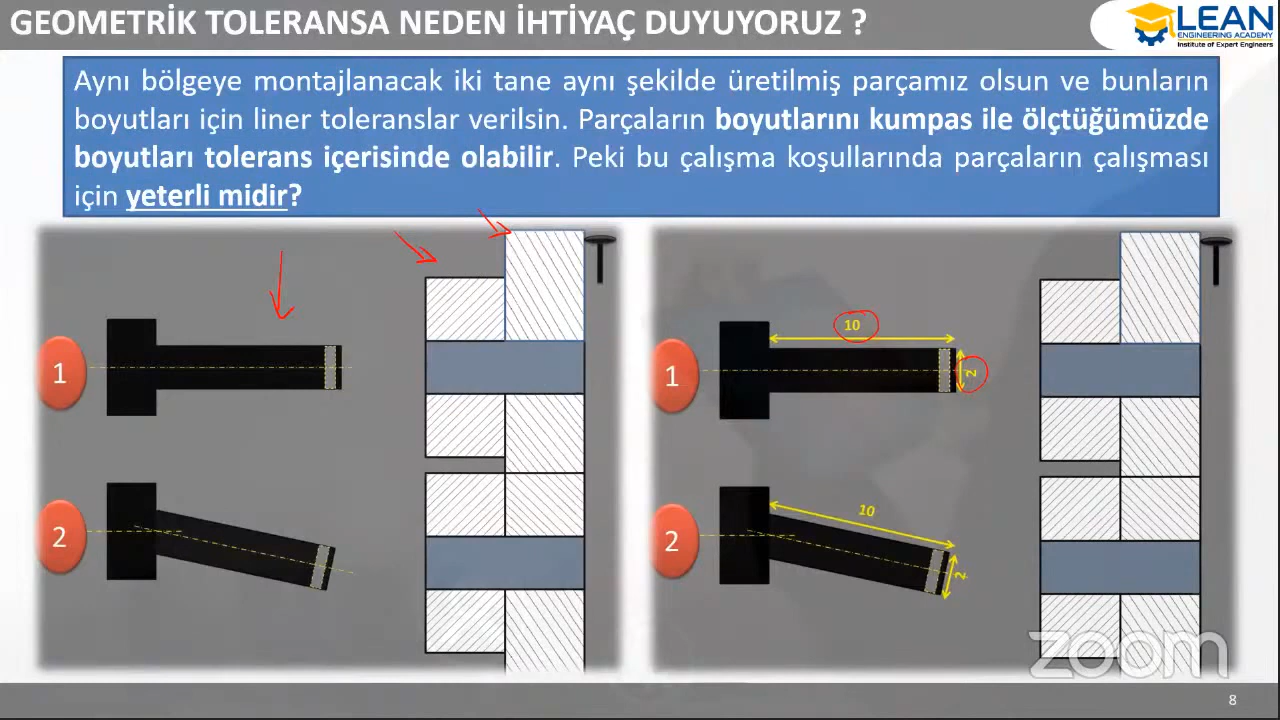 GEOMETRİK TOLERANSA NEDEN İHTİYAÇ DUYUYORUZ ?
LEAN
ENGINEERING ACADEMY
Institute of Expert Engineers
Aynı bölgeye montajlanacak iki tane aynı şekilde üretilmiş parçamız olsun ve bunların
boyutları için liner toleranslar verilsin. Parçaların boyutlarını kumpas ile ölçtüğümüzde
boyutları tolerans içerisinde olabilir. Peki bu çalışma koşullarında parçaların çalışması
için yeterli midir?
1
2
10
2
1
10
2
2
zoom
8